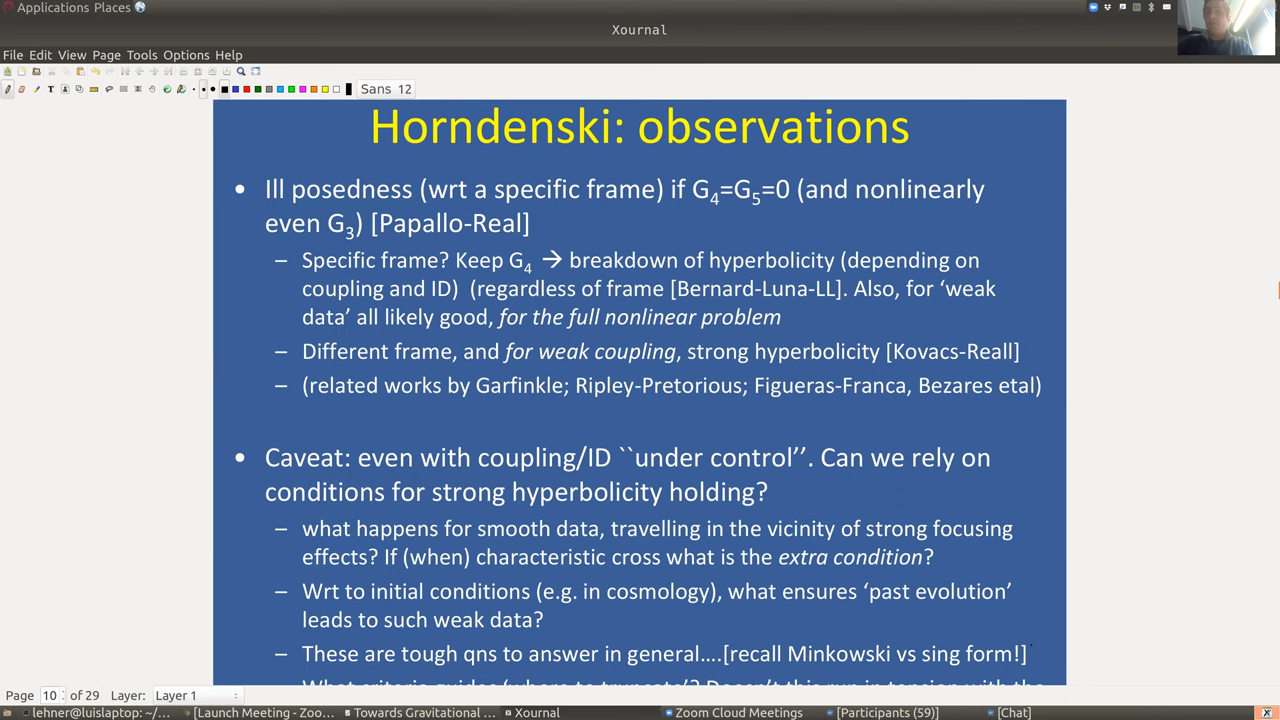 Applications Places
Xournal
File Edit View Page Tools Options Help
Sans 12
Horndenski: observations
• Ill posedness (wrt a specific frame) if G4=G5=0 (and nonlinearly
even G3) [Papallo-Real]
– Specific frame? Keep G4 → breakdown of hyperbolicity (depending on
coupling and ID) (regardless of frame [Bernard-Luna-LL]. Also, for ‘weak
data’ all likely good, for the full nonlinear problem
– Different frame, and for weak coupling, strong hyperbolicity [Kovacs-Reall]
– (related works by Garfinkle; Ripley-Pretorious; Figueras-Franca, Bezares etal)
• Caveat: even with coupling/ID ``under control’’. Can we rely on
conditions for strong hyperbolicity holding?
– what happens for smooth data, travelling in the vicinity of strong focusing
effects? If (when) characteristic cross what is the extra condition?
– Wrt to initial conditions (e.g. in cosmology), what ensures ‘past evolution’
leads to such weak data?
– These are tough qns to answer in general….[recall Minkowski vs sing form!]
Page 10 of 29 Layer: Layer 1
lehner@luislaptop: ~/... [Launch Meeting - Zoo... Towards Gravitational ... Xournal Zoom Cloud Meetings [Participants (59)] [Chat]